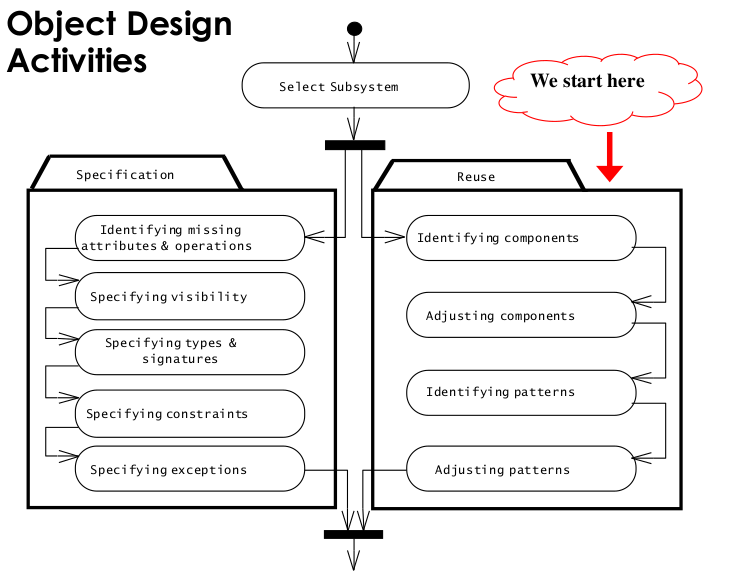 Object Design
Activities
Select Subsystem
We start here
Specification
Identifying missing
attributes & operations
Specifying visibility
Specifying types &
signatures
Specifying constraints
Specifying exceptions
Reuse
Identifying components
Adjusting components
Identifying patterns
Adjusting patterns